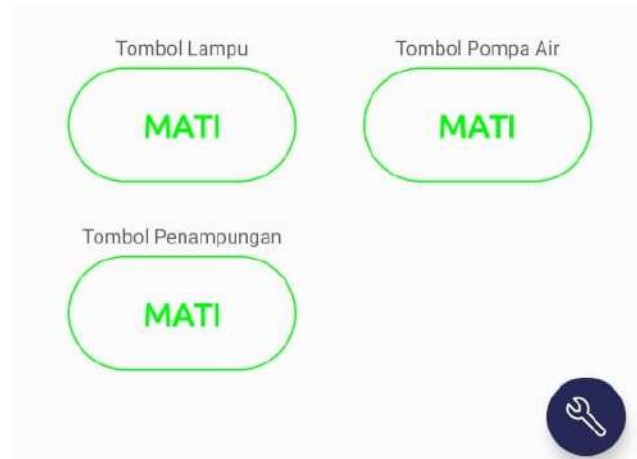 Tombol Lampu
Tombol Pompa Air
MATI
MATI
Tombol Penampungan
MATI